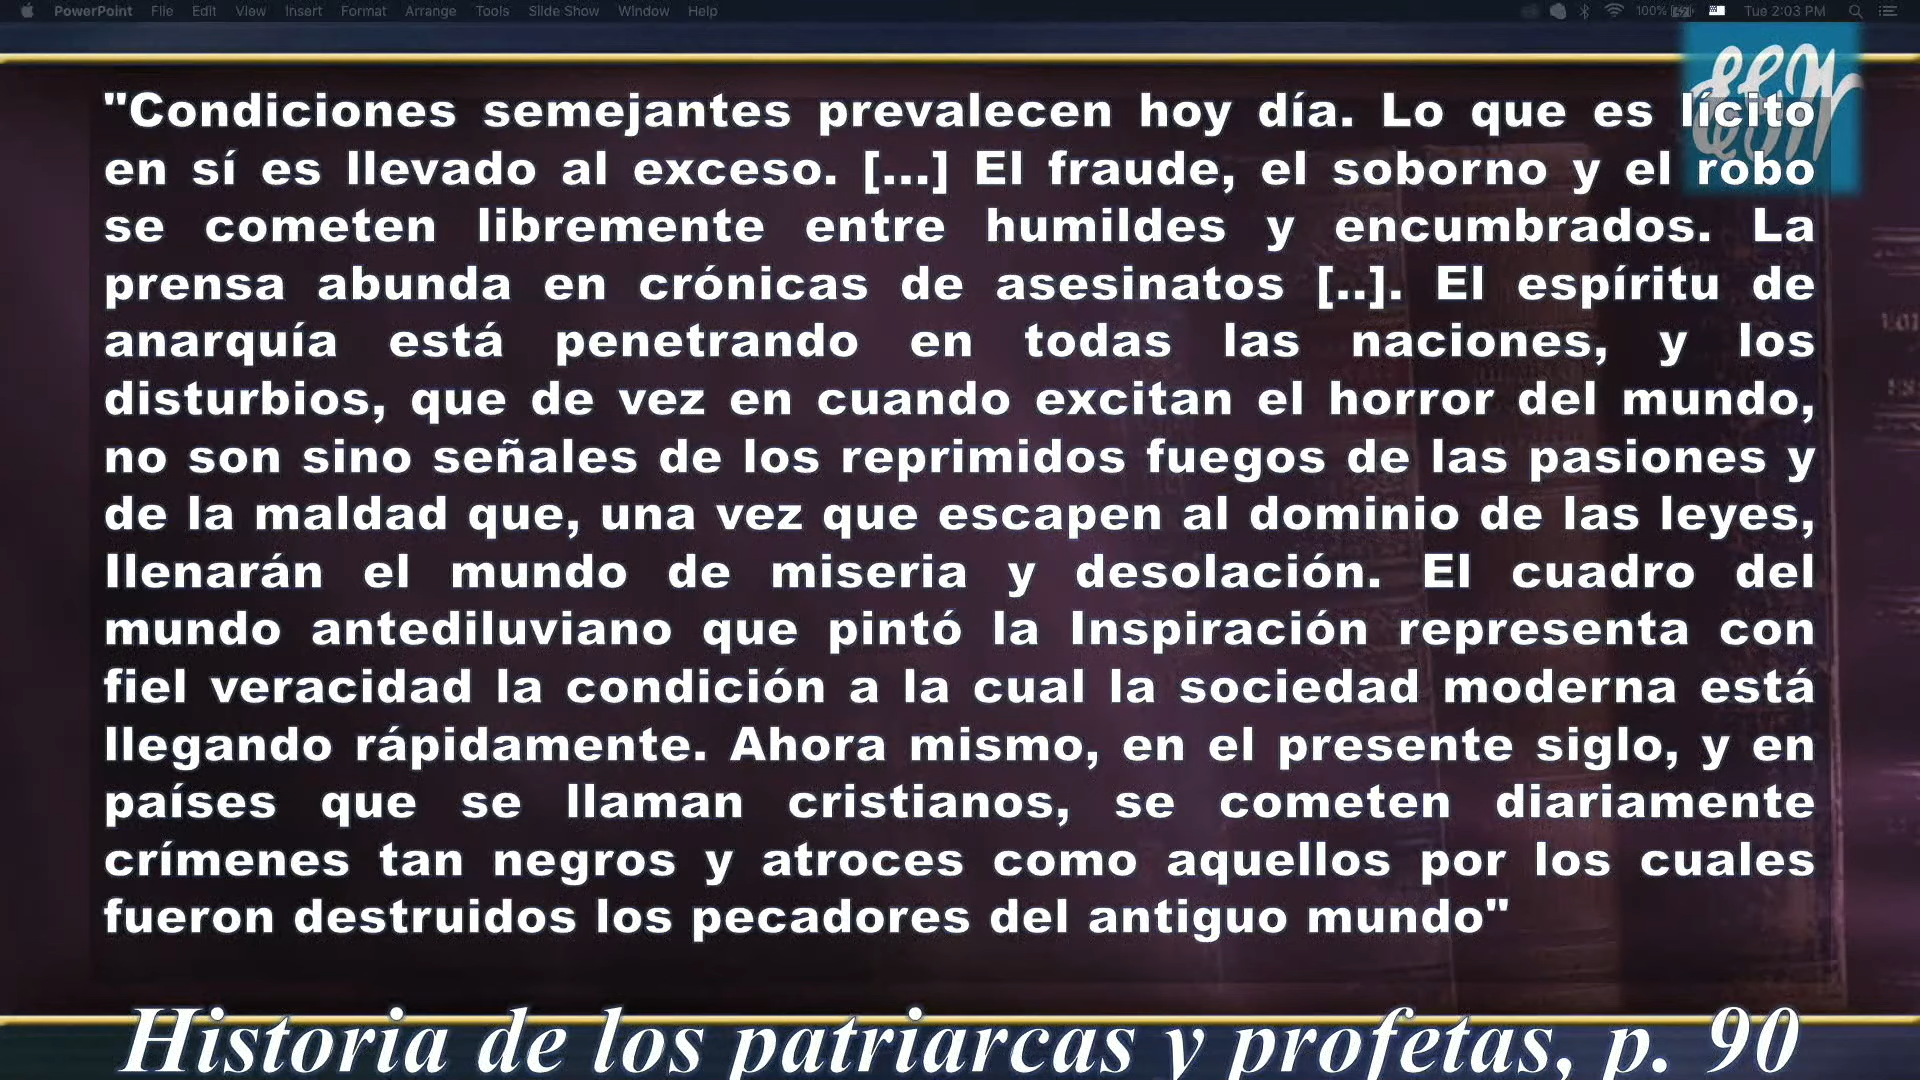 PowerPoint File Edit View Insert Format Arrange Tools Slide Show Window Help 100% Tue 2:03 PM
"Condiciones semejantes prevalecen hoy día. Lo que es lícito
en sí es llevado al exceso. [...] El fraude, el soborno y el robo
se cometen libremente entre humildes y encumbrados. La
prensa abunda en crónicas de asesinatos [..]. El espíritu de
anarquía está penetrando en todas las naciones, y los
disturbios, que de vez en cuando excitan el horror del mundo,
no son sino señales de los reprimidos fuegos de las pasiones y
de la maldad que, una vez que escapen al dominio de las leyes,
llenarán el mundo de miseria y desolación. El cuadro del
mundo antediluviano que pintó la Inspiración representa con
fiel veracidad la condición a la cual la sociedad moderna está
llegando rápidamente. Ahora mismo, en el presente siglo, y en
países que se llaman cristianos, se cometen diariamente
crímenes tan negros y atroces como aquellos por los cuales
fueron destruidos los pecadores del antiguo mundo"
Historia de los patriarcas y profetas, p. 90